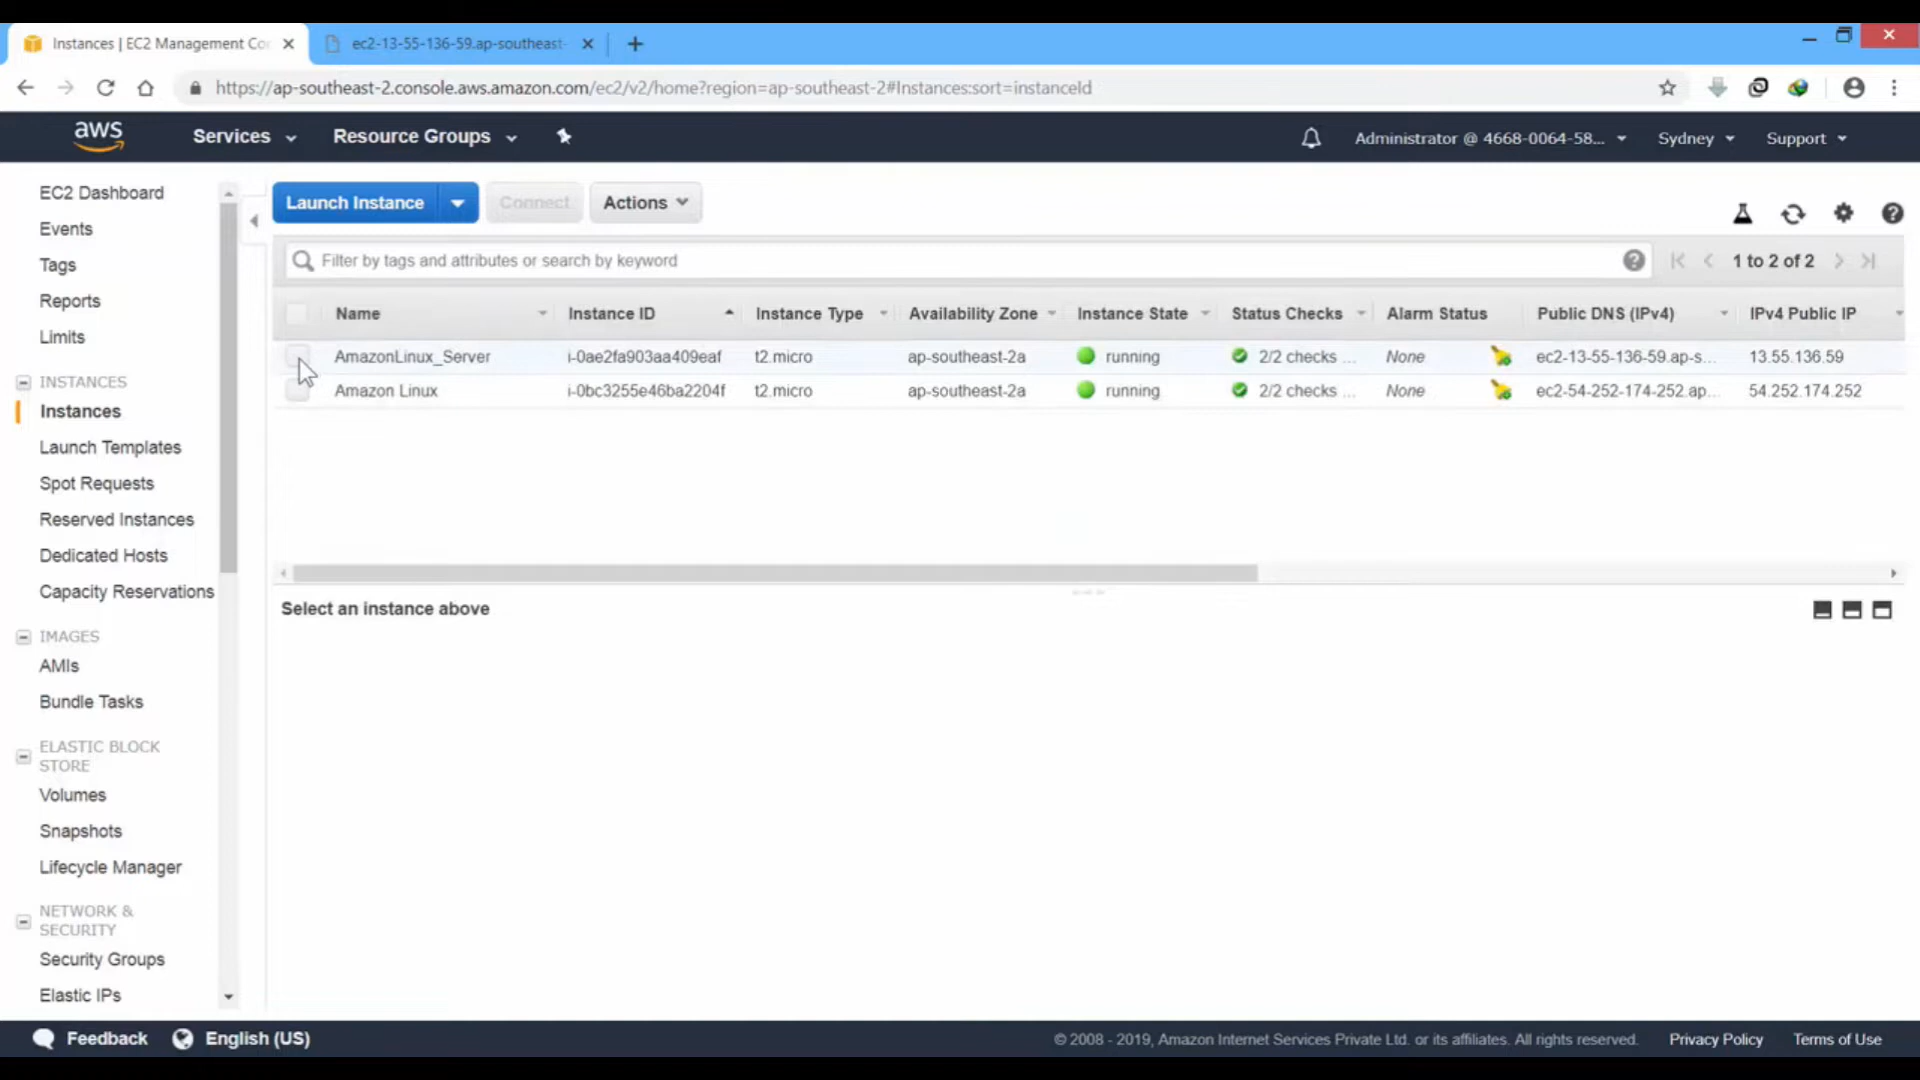 Instances | EC2 Management Co
ec2-13-55-136-59.ap-southeast-
https://ap-southeast-2.console.aws.amazon.com/ec2/v2/home?region=ap-southeast-2#Instances:sort=instanceId
aws
Services
Resource Groups
Administrator @ 4668-0064-58...
Sydney
Support
EC2 Dashboard
Events
Tags
Reports
Limits
INSTANCES
Instances
Launch Templates
Spot Requests
Reserved Instances
Dedicated Hosts
Capacity Reservations
IMAGES
AMIs
Bundle Tasks
ELASTIC BLOCK
STORE
Volumes
Snapshots
Lifecycle Manager
NETWORK &
SECURITY
Security Groups
Elastic IPs
Launch Instance
Connect
Actions
Filter by tags and attributes or search by keyword
1 to 2 of 2
Name Instance ID Instance Type Availability Zone Instance State Status Checks Alarm Status Public DNS (IPv4) IPv4 Public IP
AmazonLinux_Server i-0ae2fa903aa409eaf t2.micro ap-southeast-2a running 2/2 checks ... None ec2-13-55-136-59.ap-s... 13.55.136.59
Amazon Linux i-0bc3255e46ba2204f t2.micro ap-southeast-2a running 2/2 checks ... None ec2-54-252-174-252.ap... 54.252.174.252
Select an instance above
Feedback
English (US)
© 2008 - 2019, Amazon Internet Services Private Ltd. or its affiliates. All rights reserved.
Privacy Policy
Terms of Use